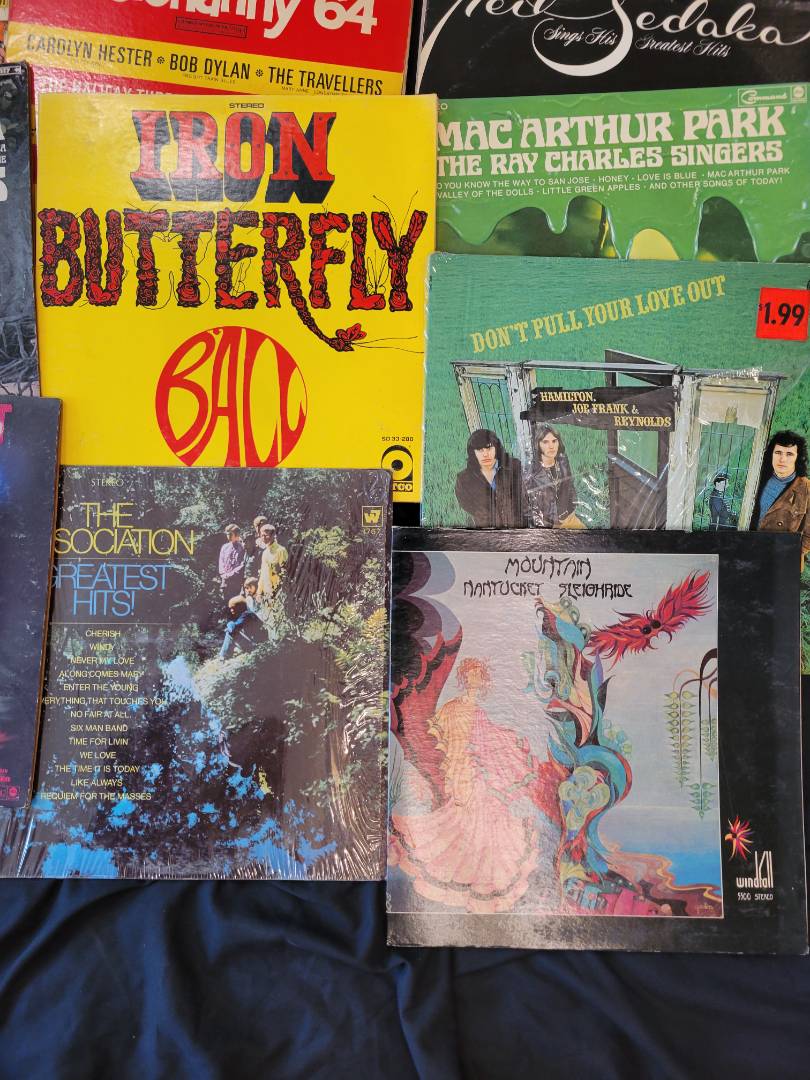 64
CAROLYN HESTER * BOB DYLAN * THE TRAVELLERS
Neil Sedaka
Sings His Greatest Hits
STEREO
IRON
BUTTERFLY
BALL
SD 33-280
ATCO
Command
MAC ARTHUR PARK
THE RAY CHARLES SINGERS
YOU KNOW THE WAY TO SAN JOSE · HONEY · LOVE IS BLUE · MAC ARTHUR PARK
VALLEY OF THE DOLLS · LITTLE GREEN APPLES · AND OTHER SONGS OF TODAY!
DON'T PULL YOUR LOVE OUT
$1.99
HAMILTON,
JOE FRANK &
REYNOLDS
STEREO
W
THE
SOCIATION
GREATEST
HITS!
CHERISH
WINDY
NEVER MY LOVE
ALONG COMES MARY
ENTER THE YOUNG
EVERYTHING THAT TOUCHES YOU
NO FAIR AT ALL
SIX MAN BAND
TIME FOR LIVIN'
WE LOVE
THE TIME IT IS TODAY
LIKE ALWAYS
REQUIEM FOR THE MASSES
MOUNTAIN
NANTUCKET SLEIGHRIDE
windfall
5500 STEREO